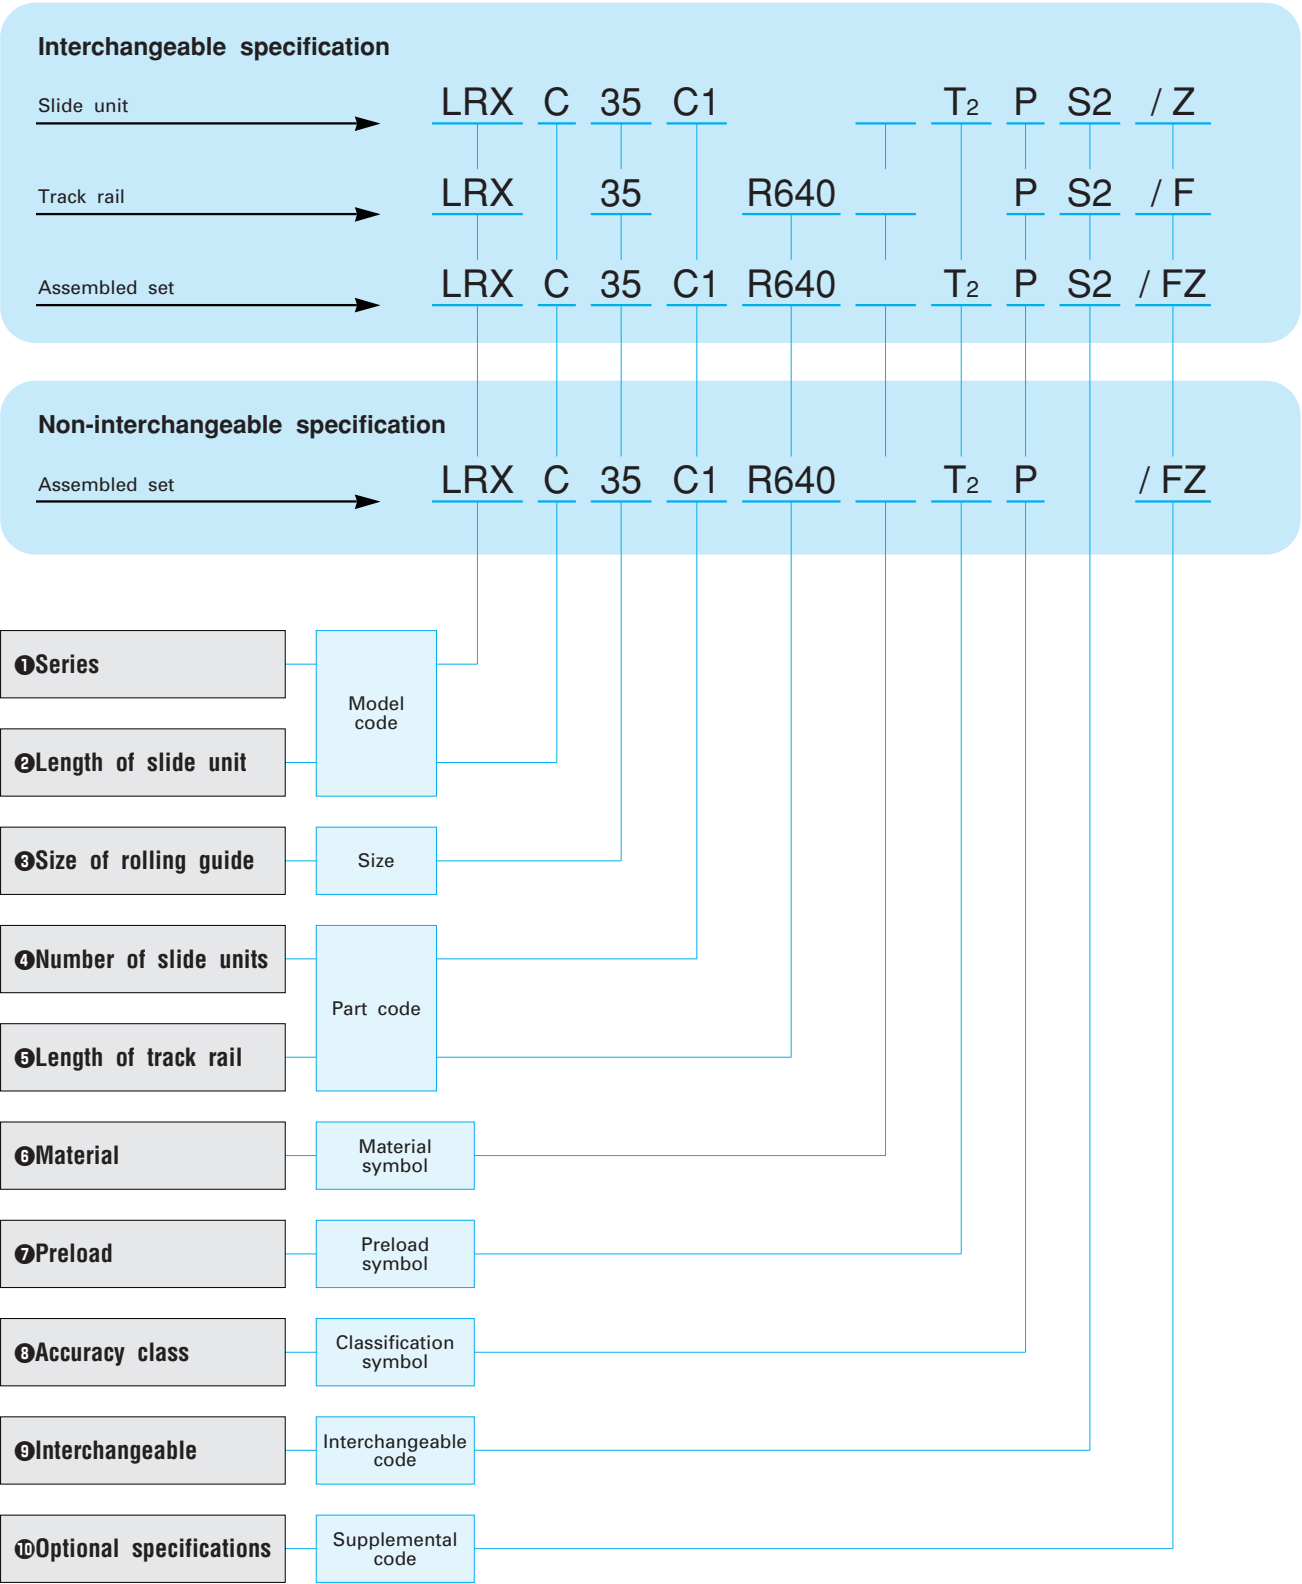 Interchangeable specification
Slide unit LRX C 35 C1 T2 P S2 / Z
Track rail LRX 35 R640 P S2 / F
Assembled set LRX C 35 C1 R640 T2 P S2 / FZ
Non-interchangeable specification
Assembled set LRX C 35 C1 R640 T2 P / FZ
❶Series
Model
code
❷Length of slide unit
❸Size of rolling guide
Size
❹Number of slide units
Part code
❺Length of track rail
❻Material
Material
symbol
❼Preload
Preload
symbol
❽Accuracy class
Classification
symbol
❾Interchangeable
Interchangeable
code
❿Optional specifications
Supplemental
code